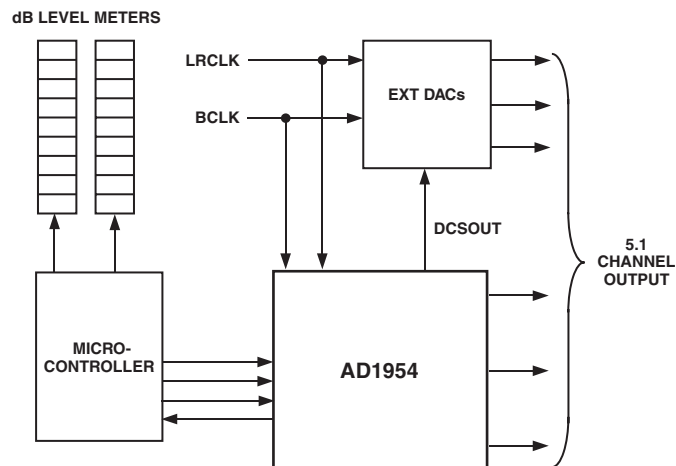 dB LEVEL METERS
LRCLK
BCLK
EXT DACs
DCSOUT
5.1
CHANNEL
OUTPUT
MICRO-
CONTROLLER
AD1954